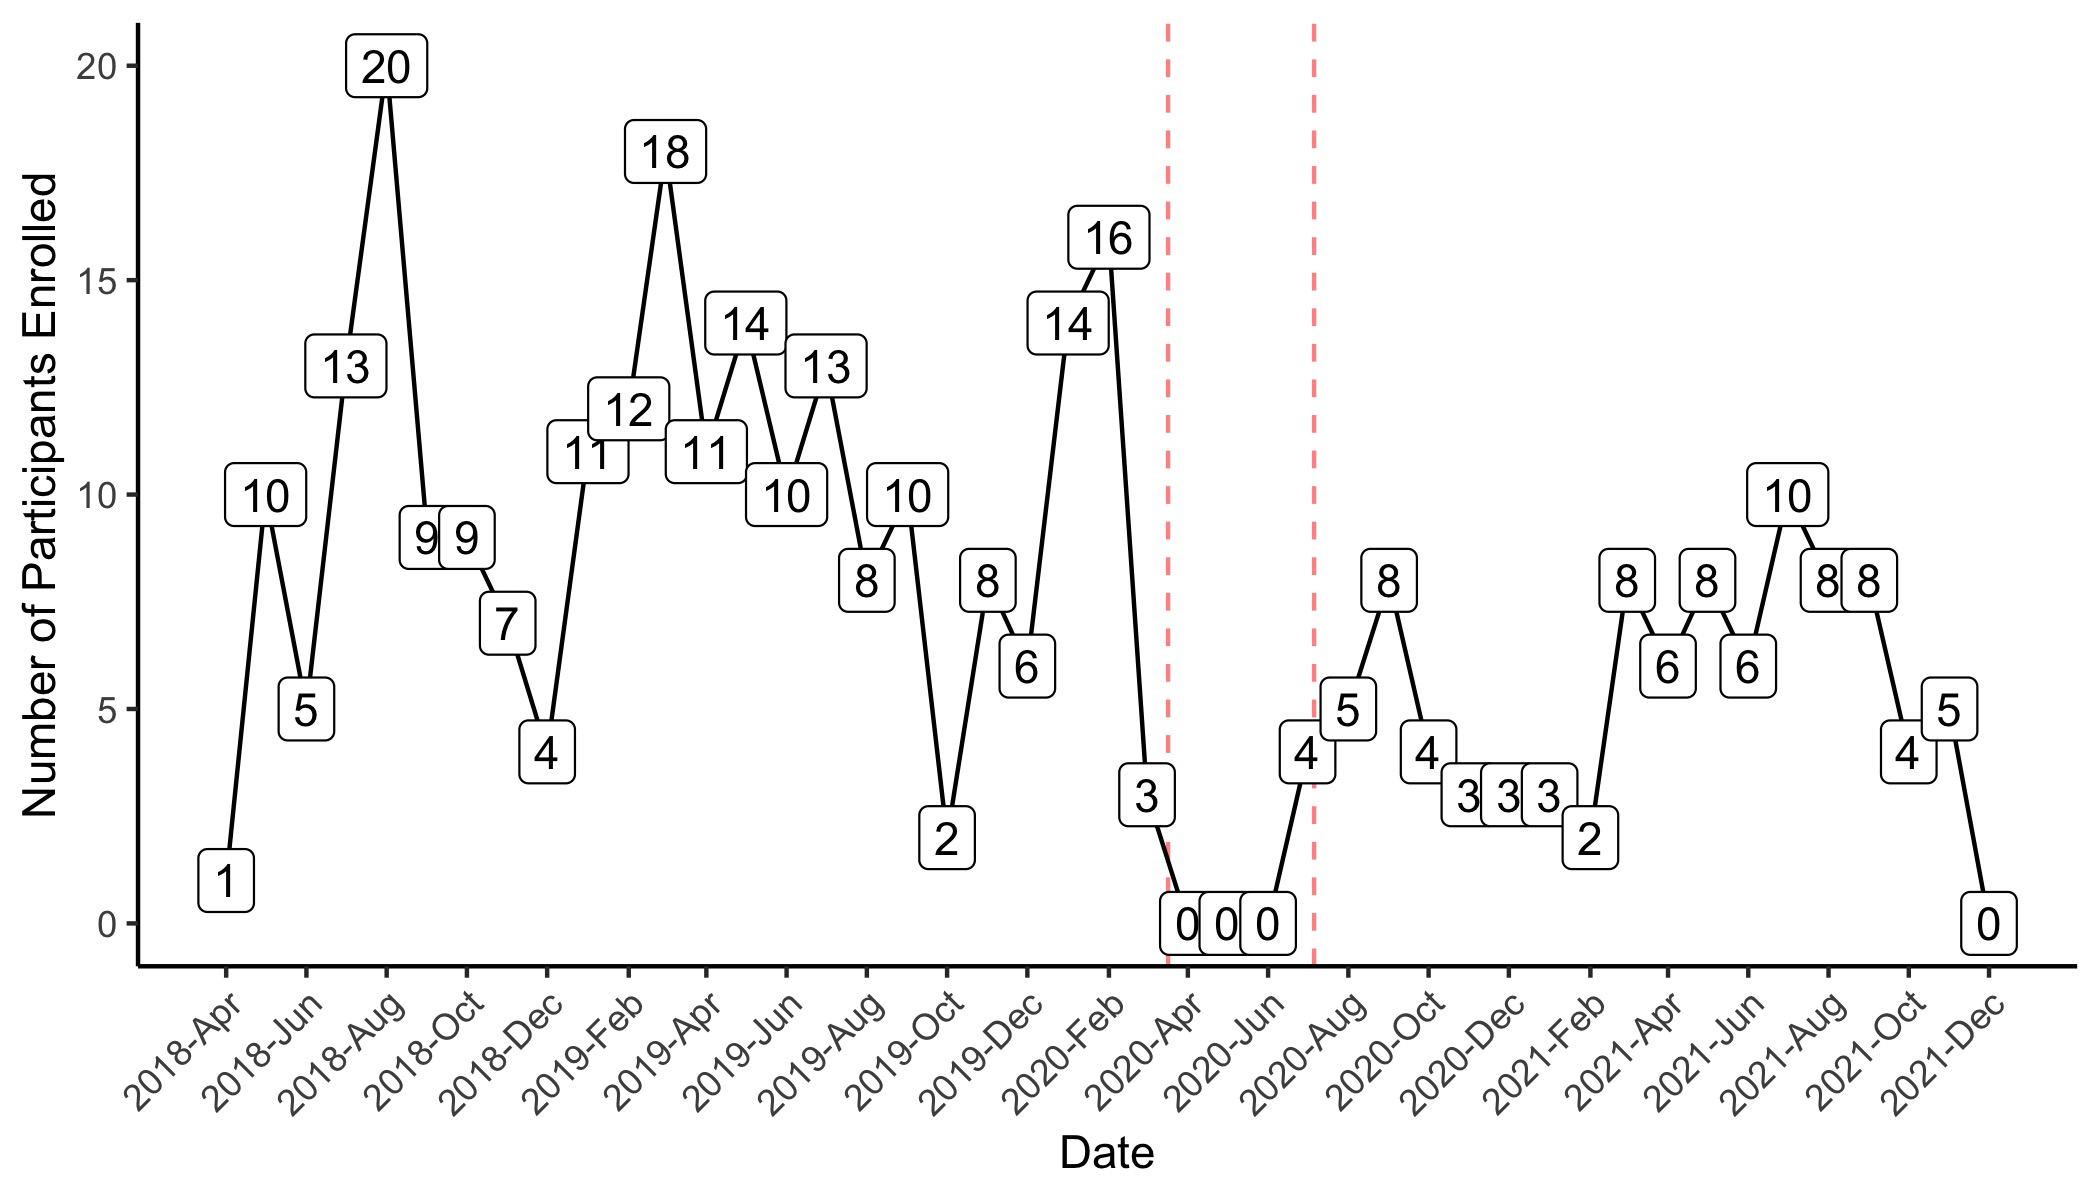 Number of Participants Enrolled
20
15
10
5
0
1
10
5
13
20
9
9
7
4
11
12
18
11
14
10
13
8
10
2
8
6
14
16
3
0
0
0
4
5
8
4
3
3
3
2
8
6
8
6
10
8
8
4
5
0
2018-Apr
2018-Jun
2018-Aug
2018-Oct
2018-Dec
2019-Feb
2019-Apr
2019-Jun
2019-Aug
2019-Oct
2019-Dec
2020-Feb
2020-Apr
2020-Jun
2020-Aug
2020-Oct
2020-Dec
2021-Feb
2021-Apr
2021-Jun
2021-Aug
2021-Oct
2021-Dec
Date